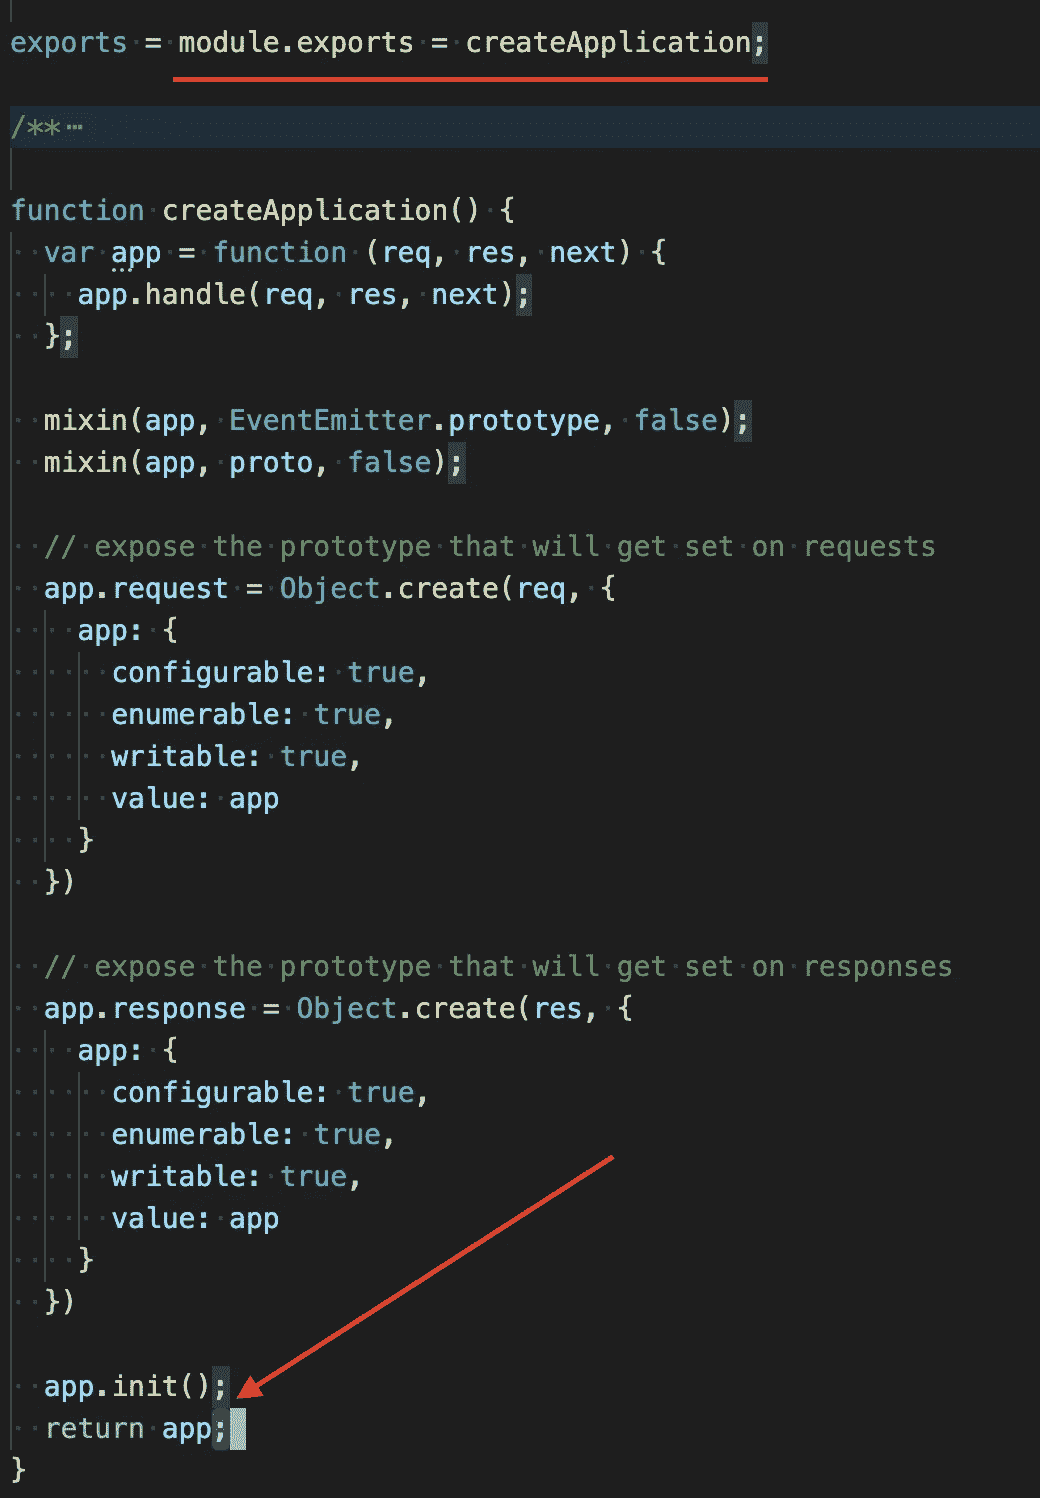 exports = module.exports = createApplication;
/** …
function createApplication() {
  var app = function (req, res, next) {
    app.handle(req, res, next);
  };
  mixin(app, EventEmitter.prototype, false);
  mixin(app, proto, false);
  // expose the prototype that will get set on requests
  app.request = Object.create(req, {
    app: {
      configurable: true,
      enumerable: true,
      writable: true,
      value: app
    }
  })
  // expose the prototype that will get set on responses
  app.response = Object.create(res, {
    app: {
      configurable: true,
      enumerable: true,
      writable: true,
      value: app
    }
  })
  app.init();
  return app;
}